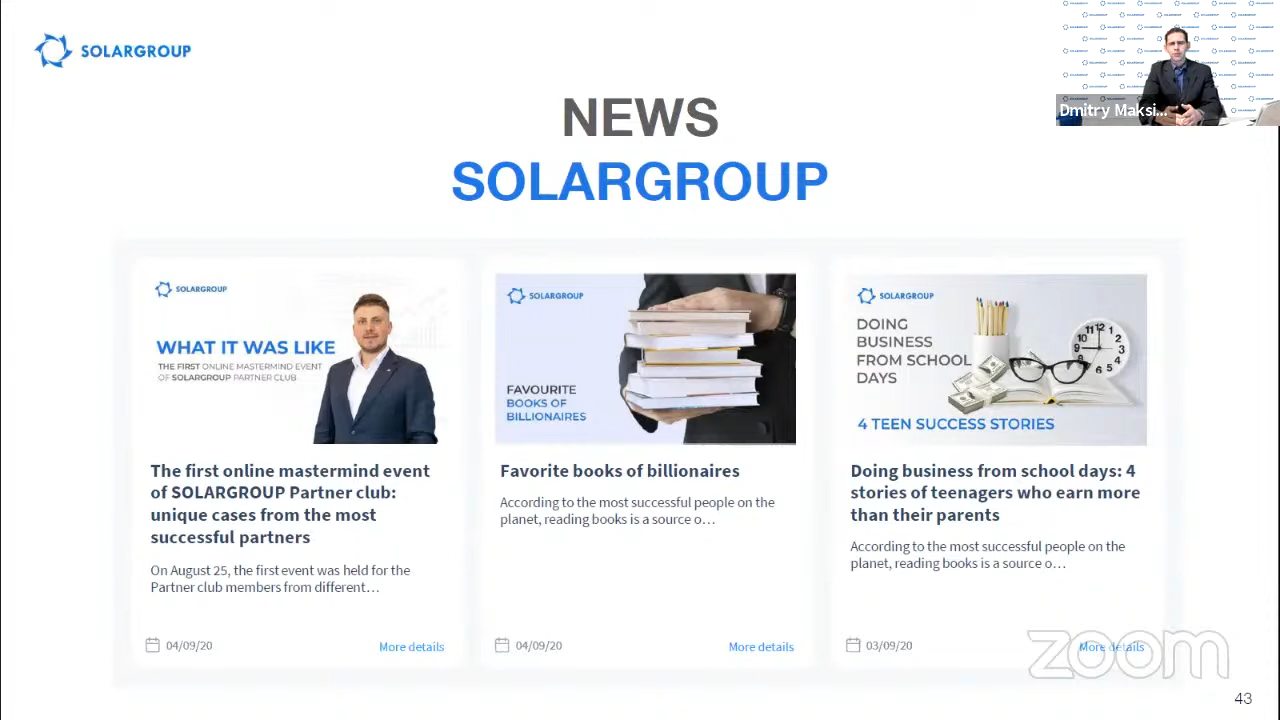 SOLARGROUP
Dmitry Maksi...
NEWS
SOLARGROUP
SOLARGROUP
WHAT IT WAS LIKE
THE FIRST ONLINE MASTERMIND EVENT
OF SOLARGROUP PARTNER CLUB
The first online mastermind event
of SOLARGROUP Partner club:
unique cases from the most
successful partners
On August 25, the first event was held for the
Partner club members from different…
04/09/20
More details
SOLARGROUP
FAVOURITE
BOOKS OF
BILLIONAIRES
Favorite books of billionaires
According to the most successful people on the
planet, reading books is a source o…
04/09/20
More details
SOLARGROUP
DOING
BUSINESS
FROM SCHOOL
DAYS
4 TEEN SUCCESS STORIES
Doing business from school days: 4
stories of teenagers who earn more
than their parents
According to the most successful people on the
planet, reading books is a source o…
03/09/20
More details
zoom
43